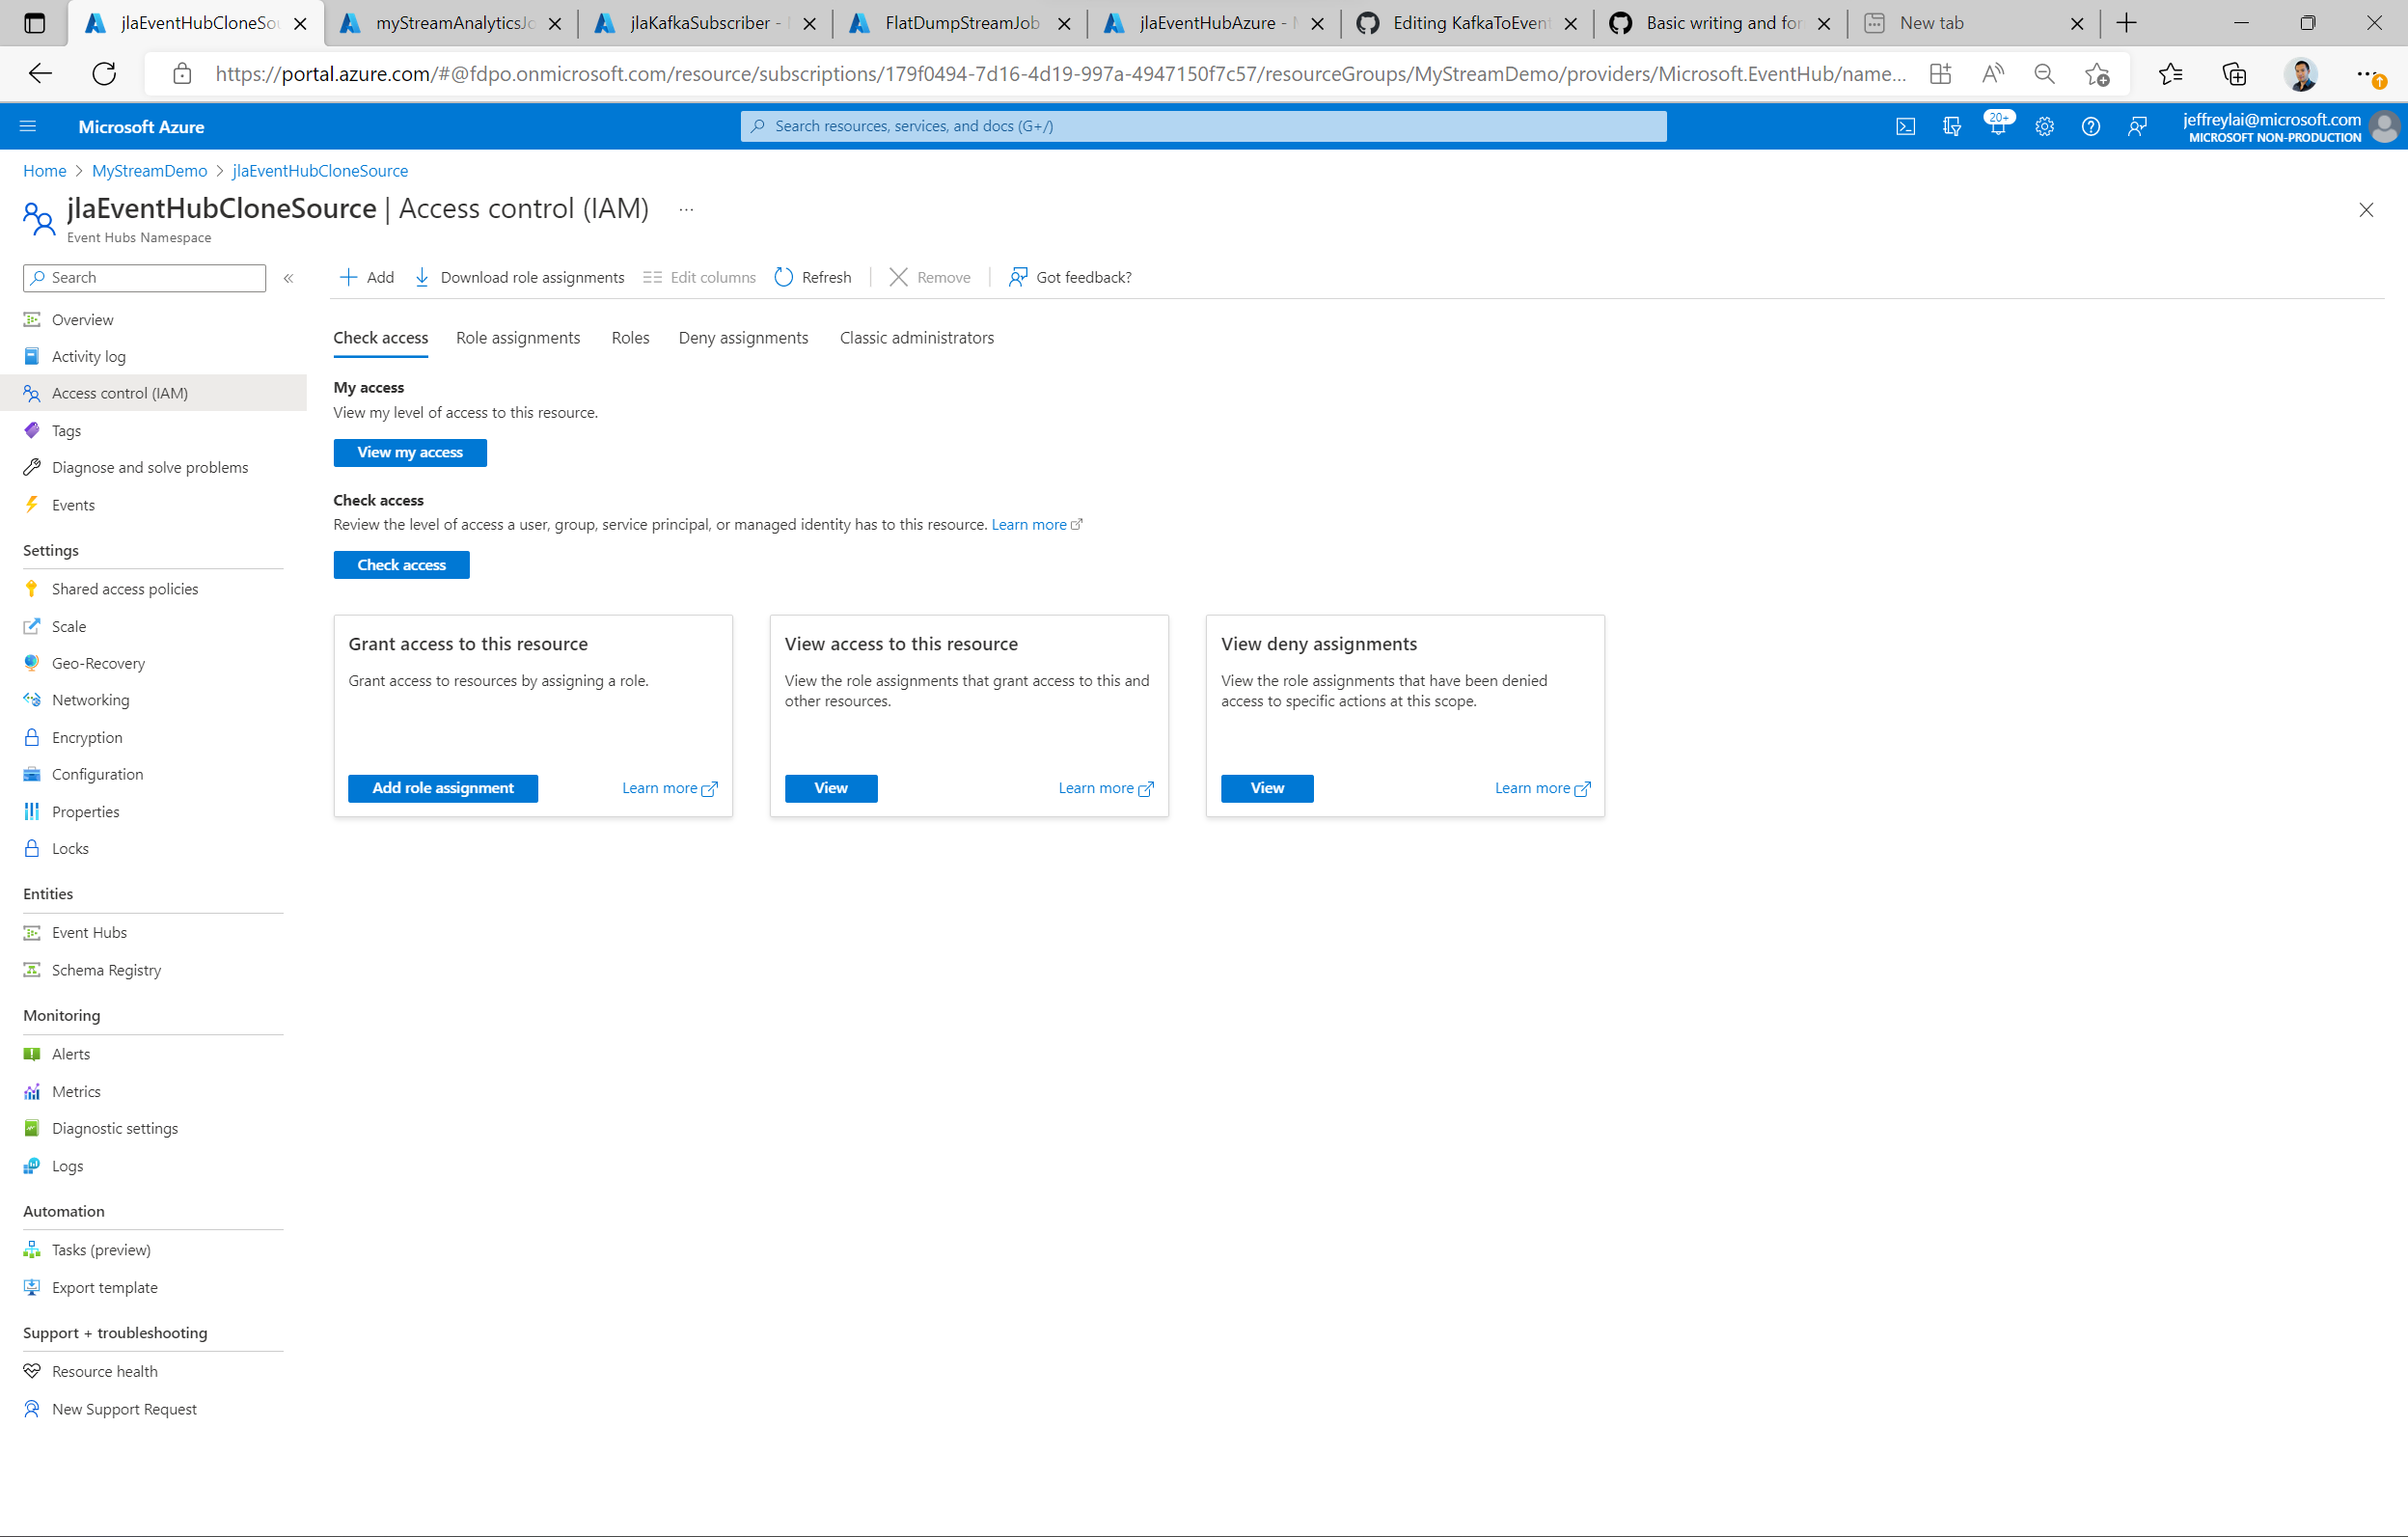 jlaEventHubCloneSou
myStreamAnalyticsJo
jlaKafkaSubscriber -
FlatDumpStreamJob
jlaEventHubAzure -
Editing KafkaToEvent
Basic writing and for
New tab
https://portal.azure.com/#@fdpo.onmicrosoft.com/resource/subscriptions/179f0494-7d16-4d19-997a-4947150f7c57/resourceGroups/MyStreamDemo/providers/Microsoft.EventHub/name...
Microsoft Azure
Search resources, services, and docs (G+/)
20+
jeffreylai@microsoft.com
MICROSOFT NON-PRODUCTION
Home > MyStreamDemo > jlaEventHubCloneSource
jlaEventHubCloneSource | Access control (IAM) ...
Event Hubs Namespace
Search
«
Add
Download role assignments
Edit columns
Refresh
Remove
Got feedback?
Overview
Activity log
Access control (IAM)
Tags
Diagnose and solve problems
Events
Settings
Shared access policies
Scale
Geo-Recovery
Networking
Encryption
Configuration
Properties
Locks
Entities
Event Hubs
Schema Registry
Monitoring
Alerts
Metrics
Diagnostic settings
Logs
Automation
Tasks (preview)
Export template
Support + troubleshooting
Resource health
New Support Request
Check access
Role assignments
Roles
Deny assignments
Classic administrators
My access
View my level of access to this resource.
View my access
Check access
Review the level of access a user, group, service principal, or managed identity has to this resource. Learn more
Check access
Grant access to this resource
Grant access to resources by assigning a role.
Add role assignment
Learn more
View access to this resource
View the role assignments that grant access to this and
other resources.
View
Learn more
View deny assignments
View the role assignments that have been denied
access to specific actions at this scope.
View
Learn more